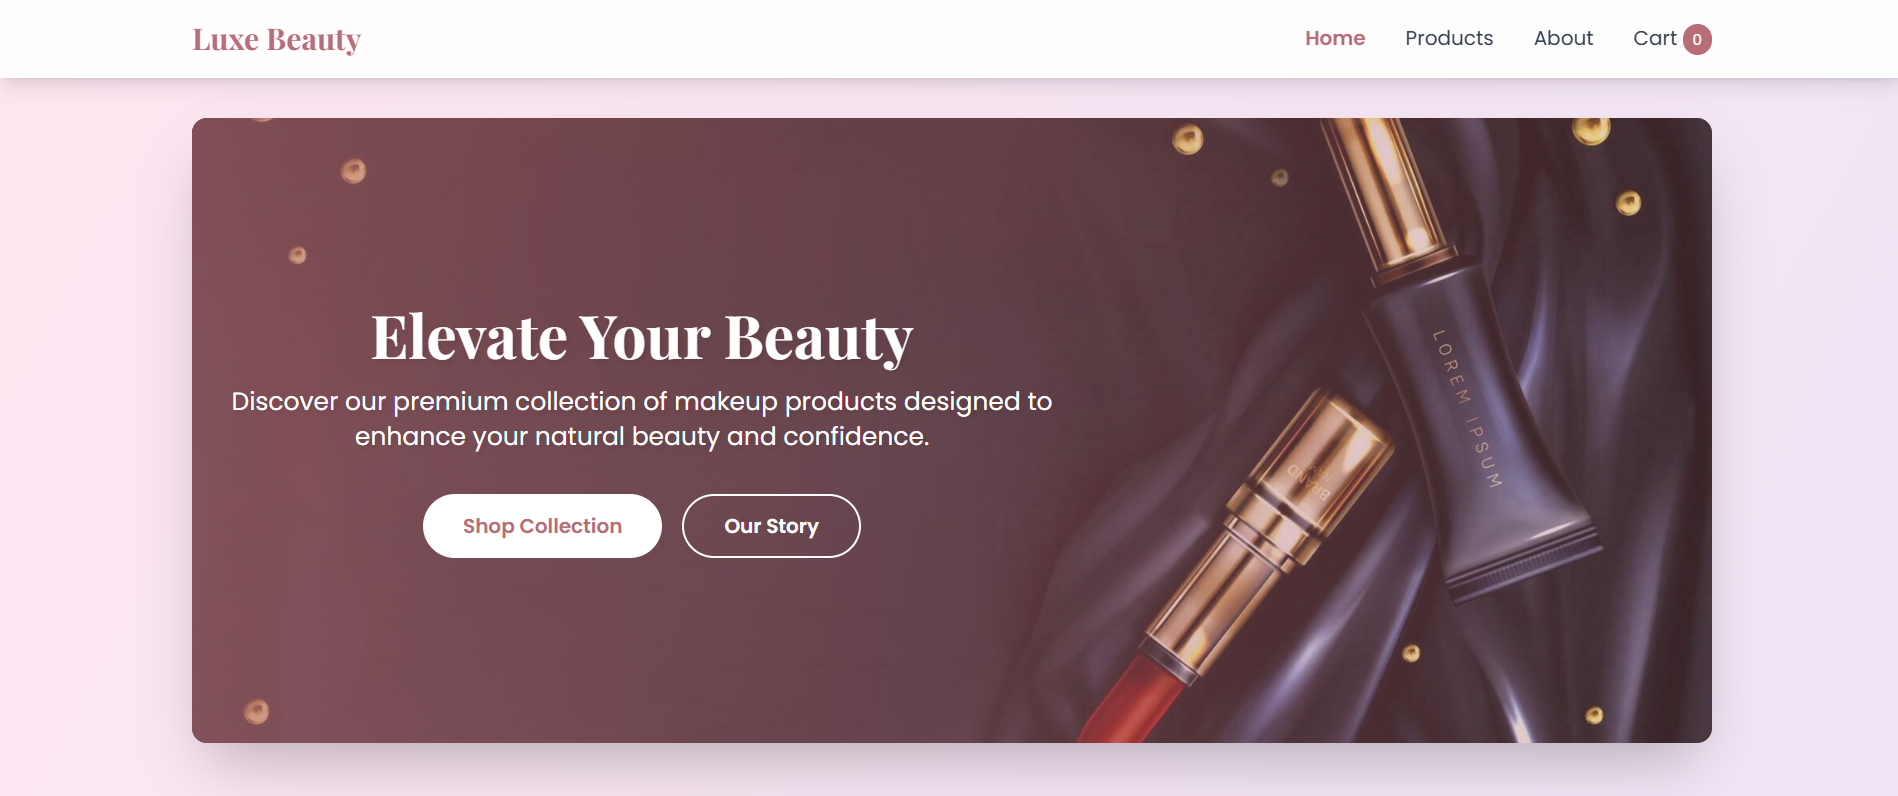 Luxe Beauty
Home Products About Cart 0
Elevate Your Beauty
Discover our premium collection of makeup products designed to
enhance your natural beauty and confidence.
Shop Collection Our Story
LOREM IPSUM
BRAND